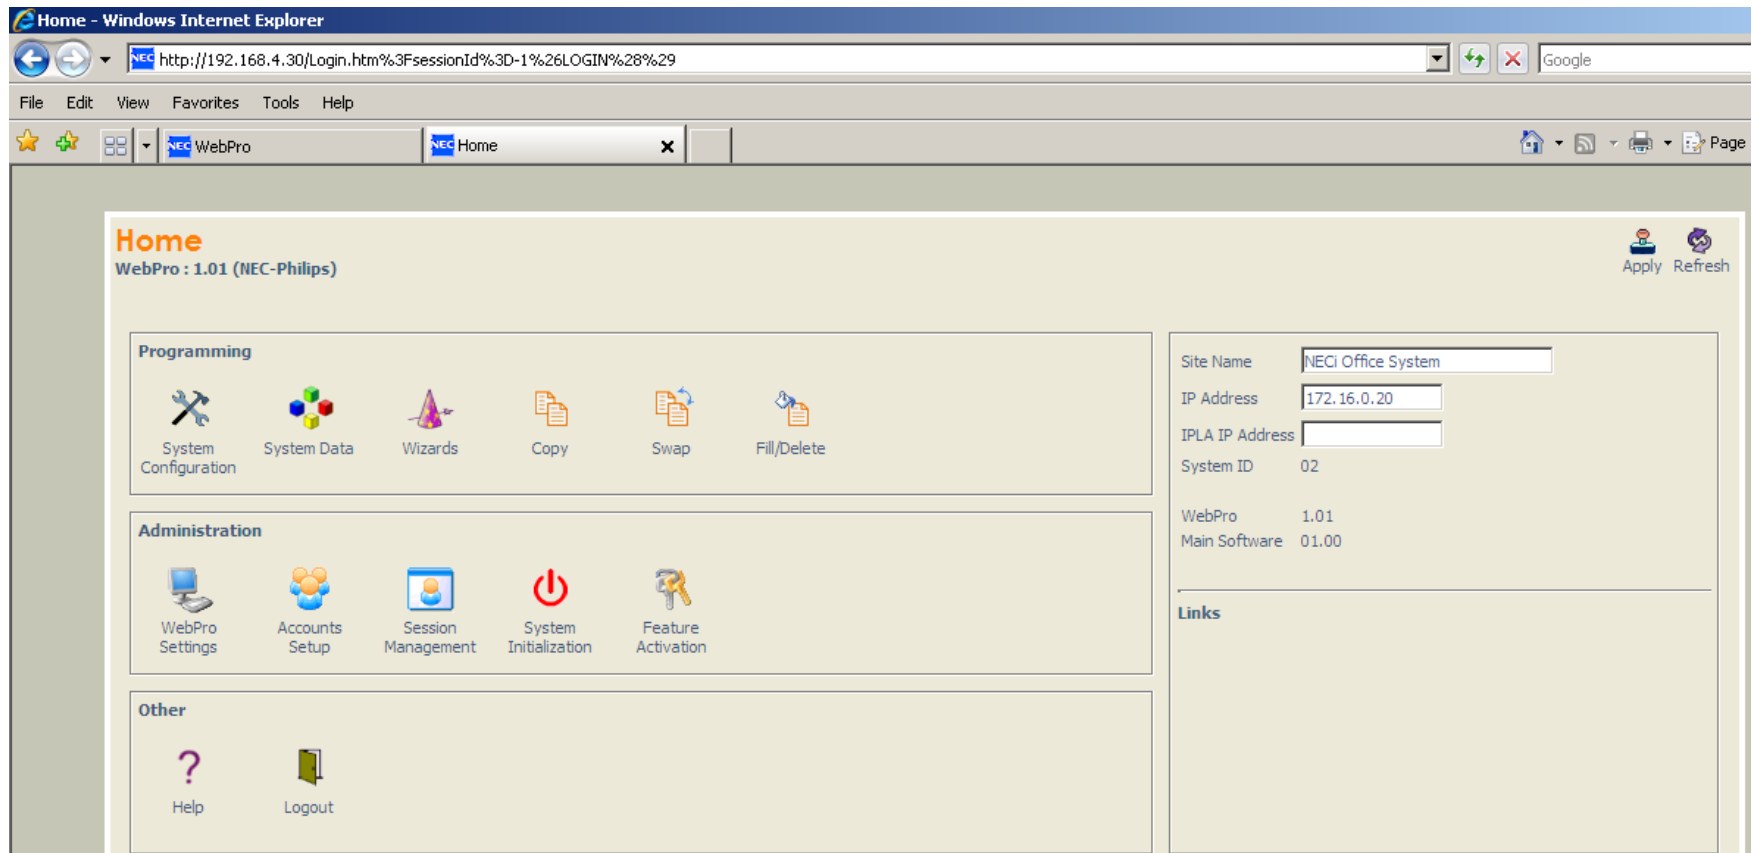 Home - Windows Internet Explorer
NEC http://192.168.4.30/Login.htm%3FsessionId%3D-1%26LOGIN%28%29
Google
File Edit View Favorites Tools Help
NEC WebPro
NEC Home
Page
Home
WebPro : 1.01 (NEC-Philips)
Apply Refresh
Programming
System Configuration
System Data
Wizards
Copy
Swap
Fill/Delete
Administration
WebPro Settings
Accounts Setup
Session Management
System Initialization
Feature Activation
Other
Help
Logout
Site Name NECi Office System
IP Address 172.16.0.20
IPLA IP Address
System ID 02
WebPro 1.01
Main Software 01.00
Links